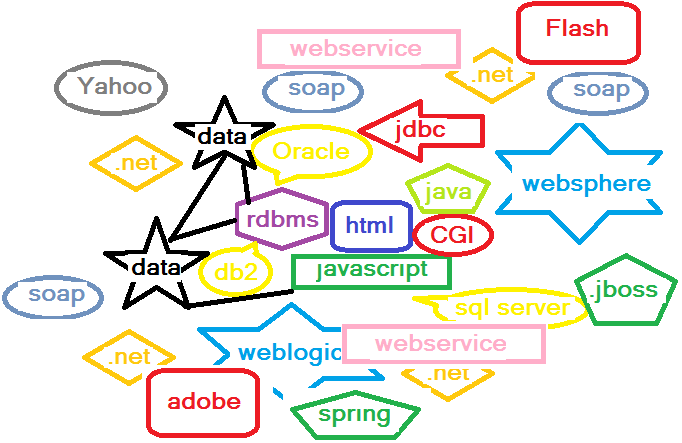 Flash
webservice
.net
Yahoo
soap
soap
data
jdbc
.net
Oracle
websphere
java
rdbms
html
CGI
data
db2
javascript
soap
.jboss
sql server
.net
weblogic
webservice
.net
adobe
spring